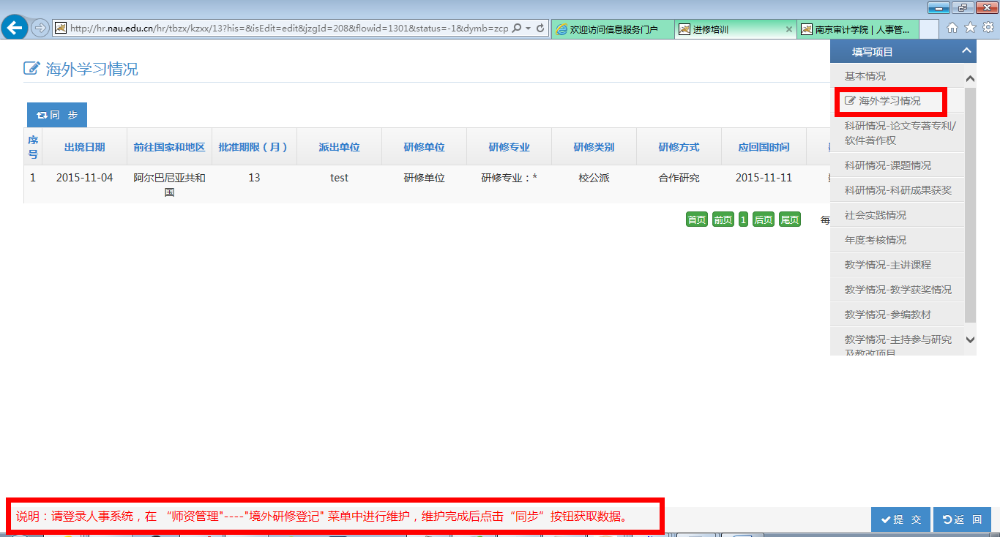 http://hr.nau.edu.cn/hr/tbzx/kzxx/13?his=&isEdit=edit&jzgId=208&flowid=1301&status=-1&dymb=zcp
欢迎访问信息服务门户
进修培训
南京审计学院 | 人事管...
海外学习情况
同 步
序号 出境日期 前往国家和地区 批准期限（月） 派出单位 研修单位 研修专业 研修类别 研修方式 应回国时间
1 2015-11-04 阿尔巴尼亚共和国 13 test 研修单位 研修专业：* 校公派 合作研究 2015-11-11
首页 前页 1 后页 尾页 每
填写项目
基本情况
海外学习情况
科研情况-论文专著专利/
软件著作权
科研情况-课题情况
科研情况-科研成果获奖
社会实践情况
年度考核情况
教学情况-主讲课程
教学情况-教学获奖情况
教学情况-参编教材
教学情况-主持参与研究
及教改项目
说明：请登录人事系统，在 “师资管理"----"境外研修登记" 菜单中进行维护，维护完成后点击“同步”按钮获取数据。
提 交
返 回